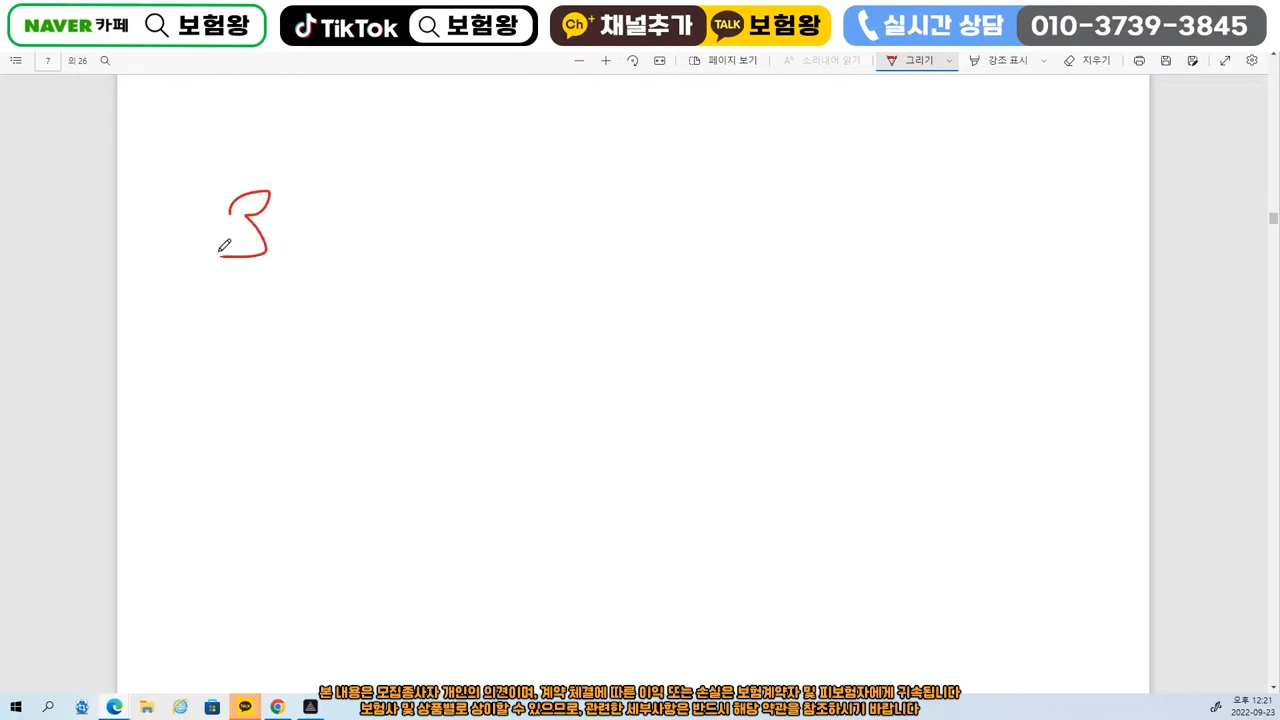 NAVER 카페 보험왕 TikTok 보험왕 Ch+ 채널추가 TALK 보험왕 실시간 상담 010-3739-3845
7 의 26 페이지 보기 소리내어 읽기 그리기 강조 표시 지우기
3
본 내용은 모집종사자 개인의 의견이며, 계약 체결에 따른 이익 또는 손실은 보험계약자 및 피보험자에게 귀속됩니다
보험사 및 상품별로 상이할 수 있으므로, 관련한 세부사항은 반드시 해당 약관을 참조하시기 바랍니다
TALK
오후 12:21
2022-09-23